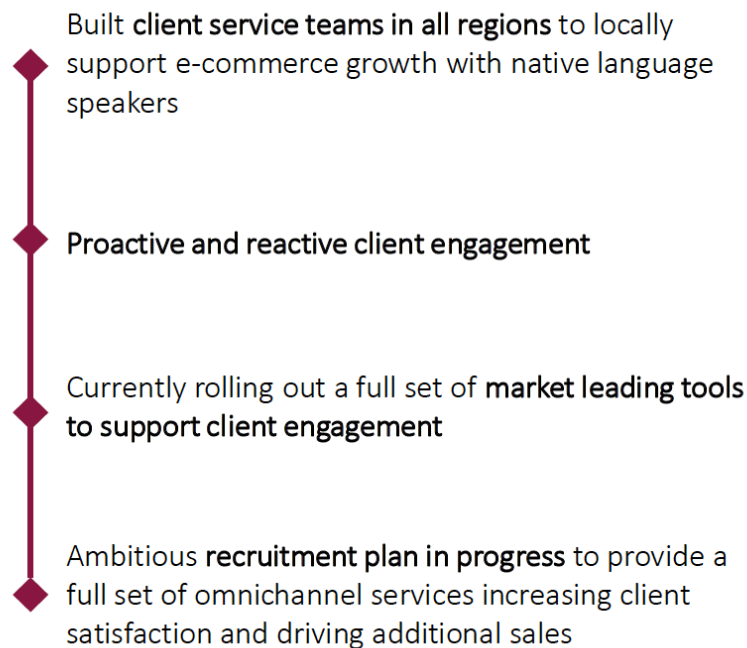 Built client service teams in all regions to locally
support e-commerce growth with native language
speakers
Proactive and reactive client engagement
Currently rolling out a full set of market leading tools
to support client engagement
Ambitious recruitment plan in progress to provide a
full set of omnichannel services increasing client
satisfaction and driving additional sales